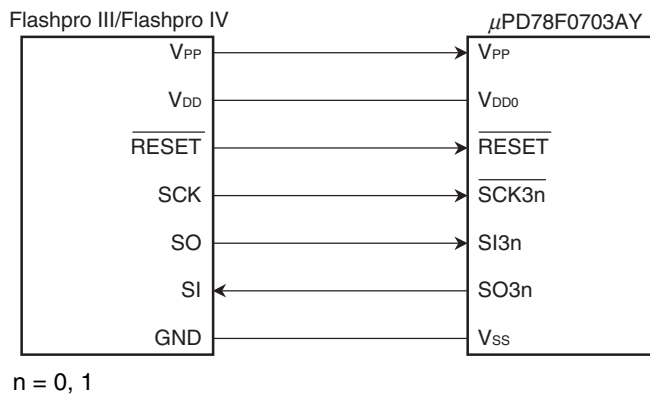 Flashpro III/Flashpro IV μPD78F0703AY
VPP VPP
VDD VDD0
RESET RESET
SCK SCK3n
SO SI3n
SI SO3n
GND VSS
n = 0, 1